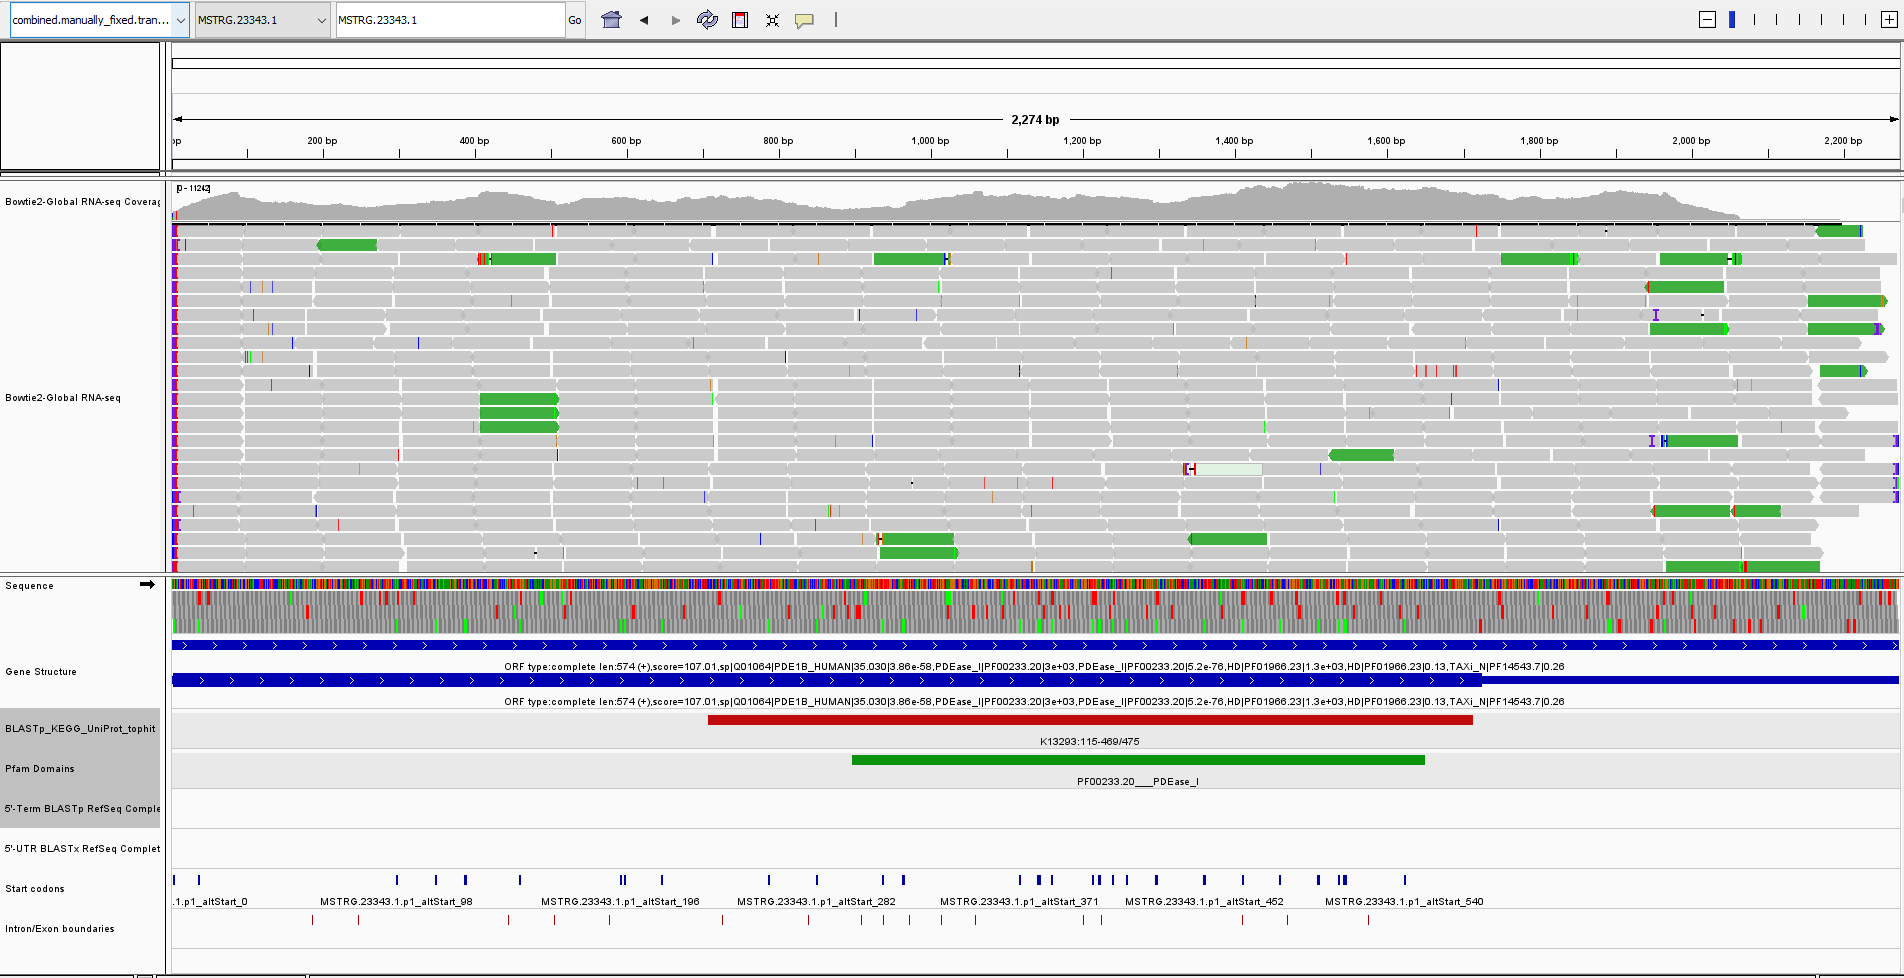 combined.manually_fixed.tran... MSTRG.23343.1 MSTRG.23343.1 Go
2,274 bp
200 bp 400 bp 600 bp 800 bp 1,000 bp 1,200 bp 1,400 bp 1,600 bp 1,800 bp 2,000 bp 2,200 bp
[0 - 11242]
Bowtie2-Global RNA-seq Coverag
Bowtie2-Global RNA-seq
Sequence
Gene Structure
ORF type:complete len:574 (+),score=107.01,sp|Q01064|PDE1B_HUMAN|35.030|3.86e-58,PDEase_I|PF00233.20|3e+03,PDEase_I|PF00233.20|5.2e-76,HD|PF01966.23|1.3e+03,HD|PF01966.23|0.13,TAXi_N|PF14543.7|0.26
ORF type:complete len:574 (+),score=107.01,sp|Q01064|PDE1B_HUMAN|35.030|3.86e-58,PDEase_I|PF00233.20|3e+03,PDEase_I|PF00233.20|5.2e-76,HD|PF01966.23|1.3e+03,HD|PF01966.23|0.13,TAXi_N|PF14543.7|0.26
BLASTp_KEGG_UniProt_tophit
K13293:115-469/475
Pfam Domains
PF00233.20___PDEase_I
5'-Term BLASTp RefSeq Comple
5'-UTR BLASTx RefSeq Complet
Start codons
.1.p1_altStart_0 MSTRG.23343.1.p1_altStart_98 MSTRG.23343.1.p1_altStart_196 MSTRG.23343.1.p1_altStart_282 MSTRG.23343.1.p1_altStart_371 MSTRG.23343.1.p1_altStart_452 MSTRG.23343.1.p1_altStart_540
Intron/Exon boundaries